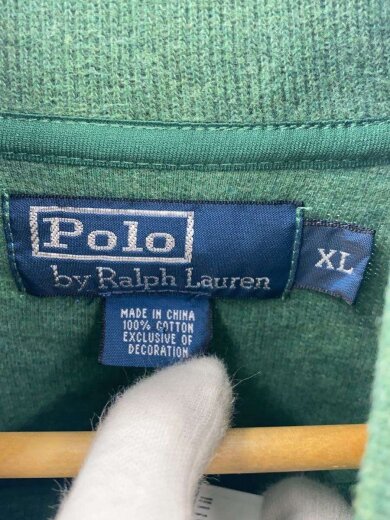 Polo
by Ralph Lauren
XL
MADE IN CHINA
100% COTTON
EXCLUSIVE OF
DECORATION